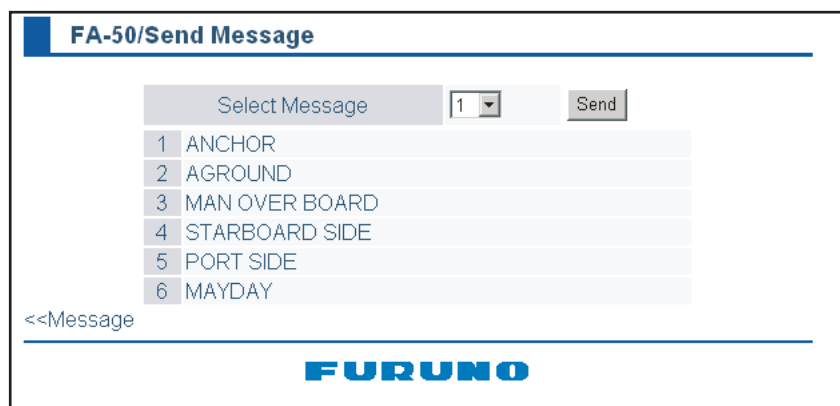 FA-50/Send Message
Select Message 1 Send
1 ANCHOR
2 AGROUND
3 MAN OVER BOARD
4 STARBOARD SIDE
5 PORT SIDE
6 MAYDAY
<<Message
FURUNO